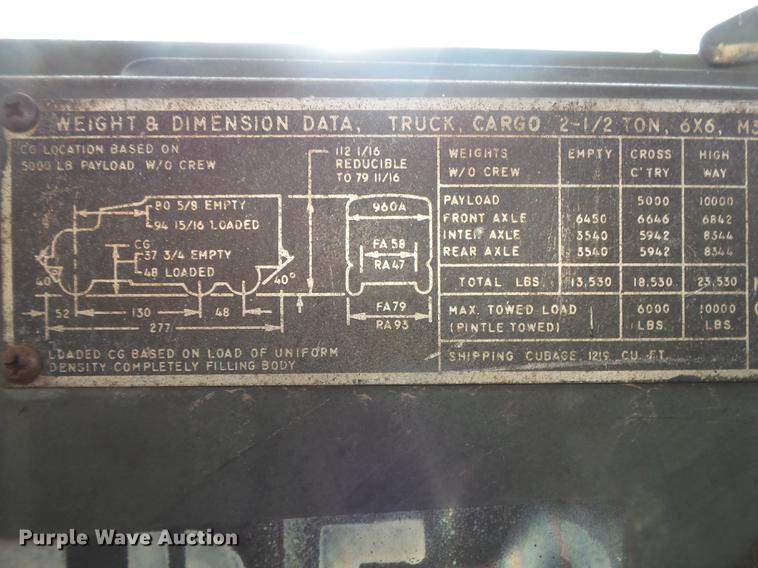 WEIGHT & DIMENSION DATA, TRUCK, CARGO 2-1/2 TON, 6X6,
CG LOCATION BASED ON
5000 LB PAYLOAD W/O CREW
112 1/16
REDUCIBLE
TO 79 11/16
80 5/8 EMPTY
94 15/16 LOADED
CG
37 3/4 EMPTY
48 LOADED
40°
40°
52
130
48
277
960A
FA 58
RA 47
FA79
RA 93
LOADED CG BASED ON LOAD OF UNIFORM
DENSITY COMPLETELY FILLING BODY
WEIGHTS EMPTY CROSS HIGH
W/O CREW C'TRY WAY
PAYLOAD 5000 10000
FRONT AXLE 6450 6646 6842
INTER AXLE 3540 5942 8344
REAR AXLE 3540 5942 8344
TOTAL LBS 13,530 18,530 23,530
MAX. TOWED LOAD 6000 10000
(PINTLE TOWED) LBS. LBS.
SHIPPING CUBAGE 1219 CU. FT.
Purple Wave Auction